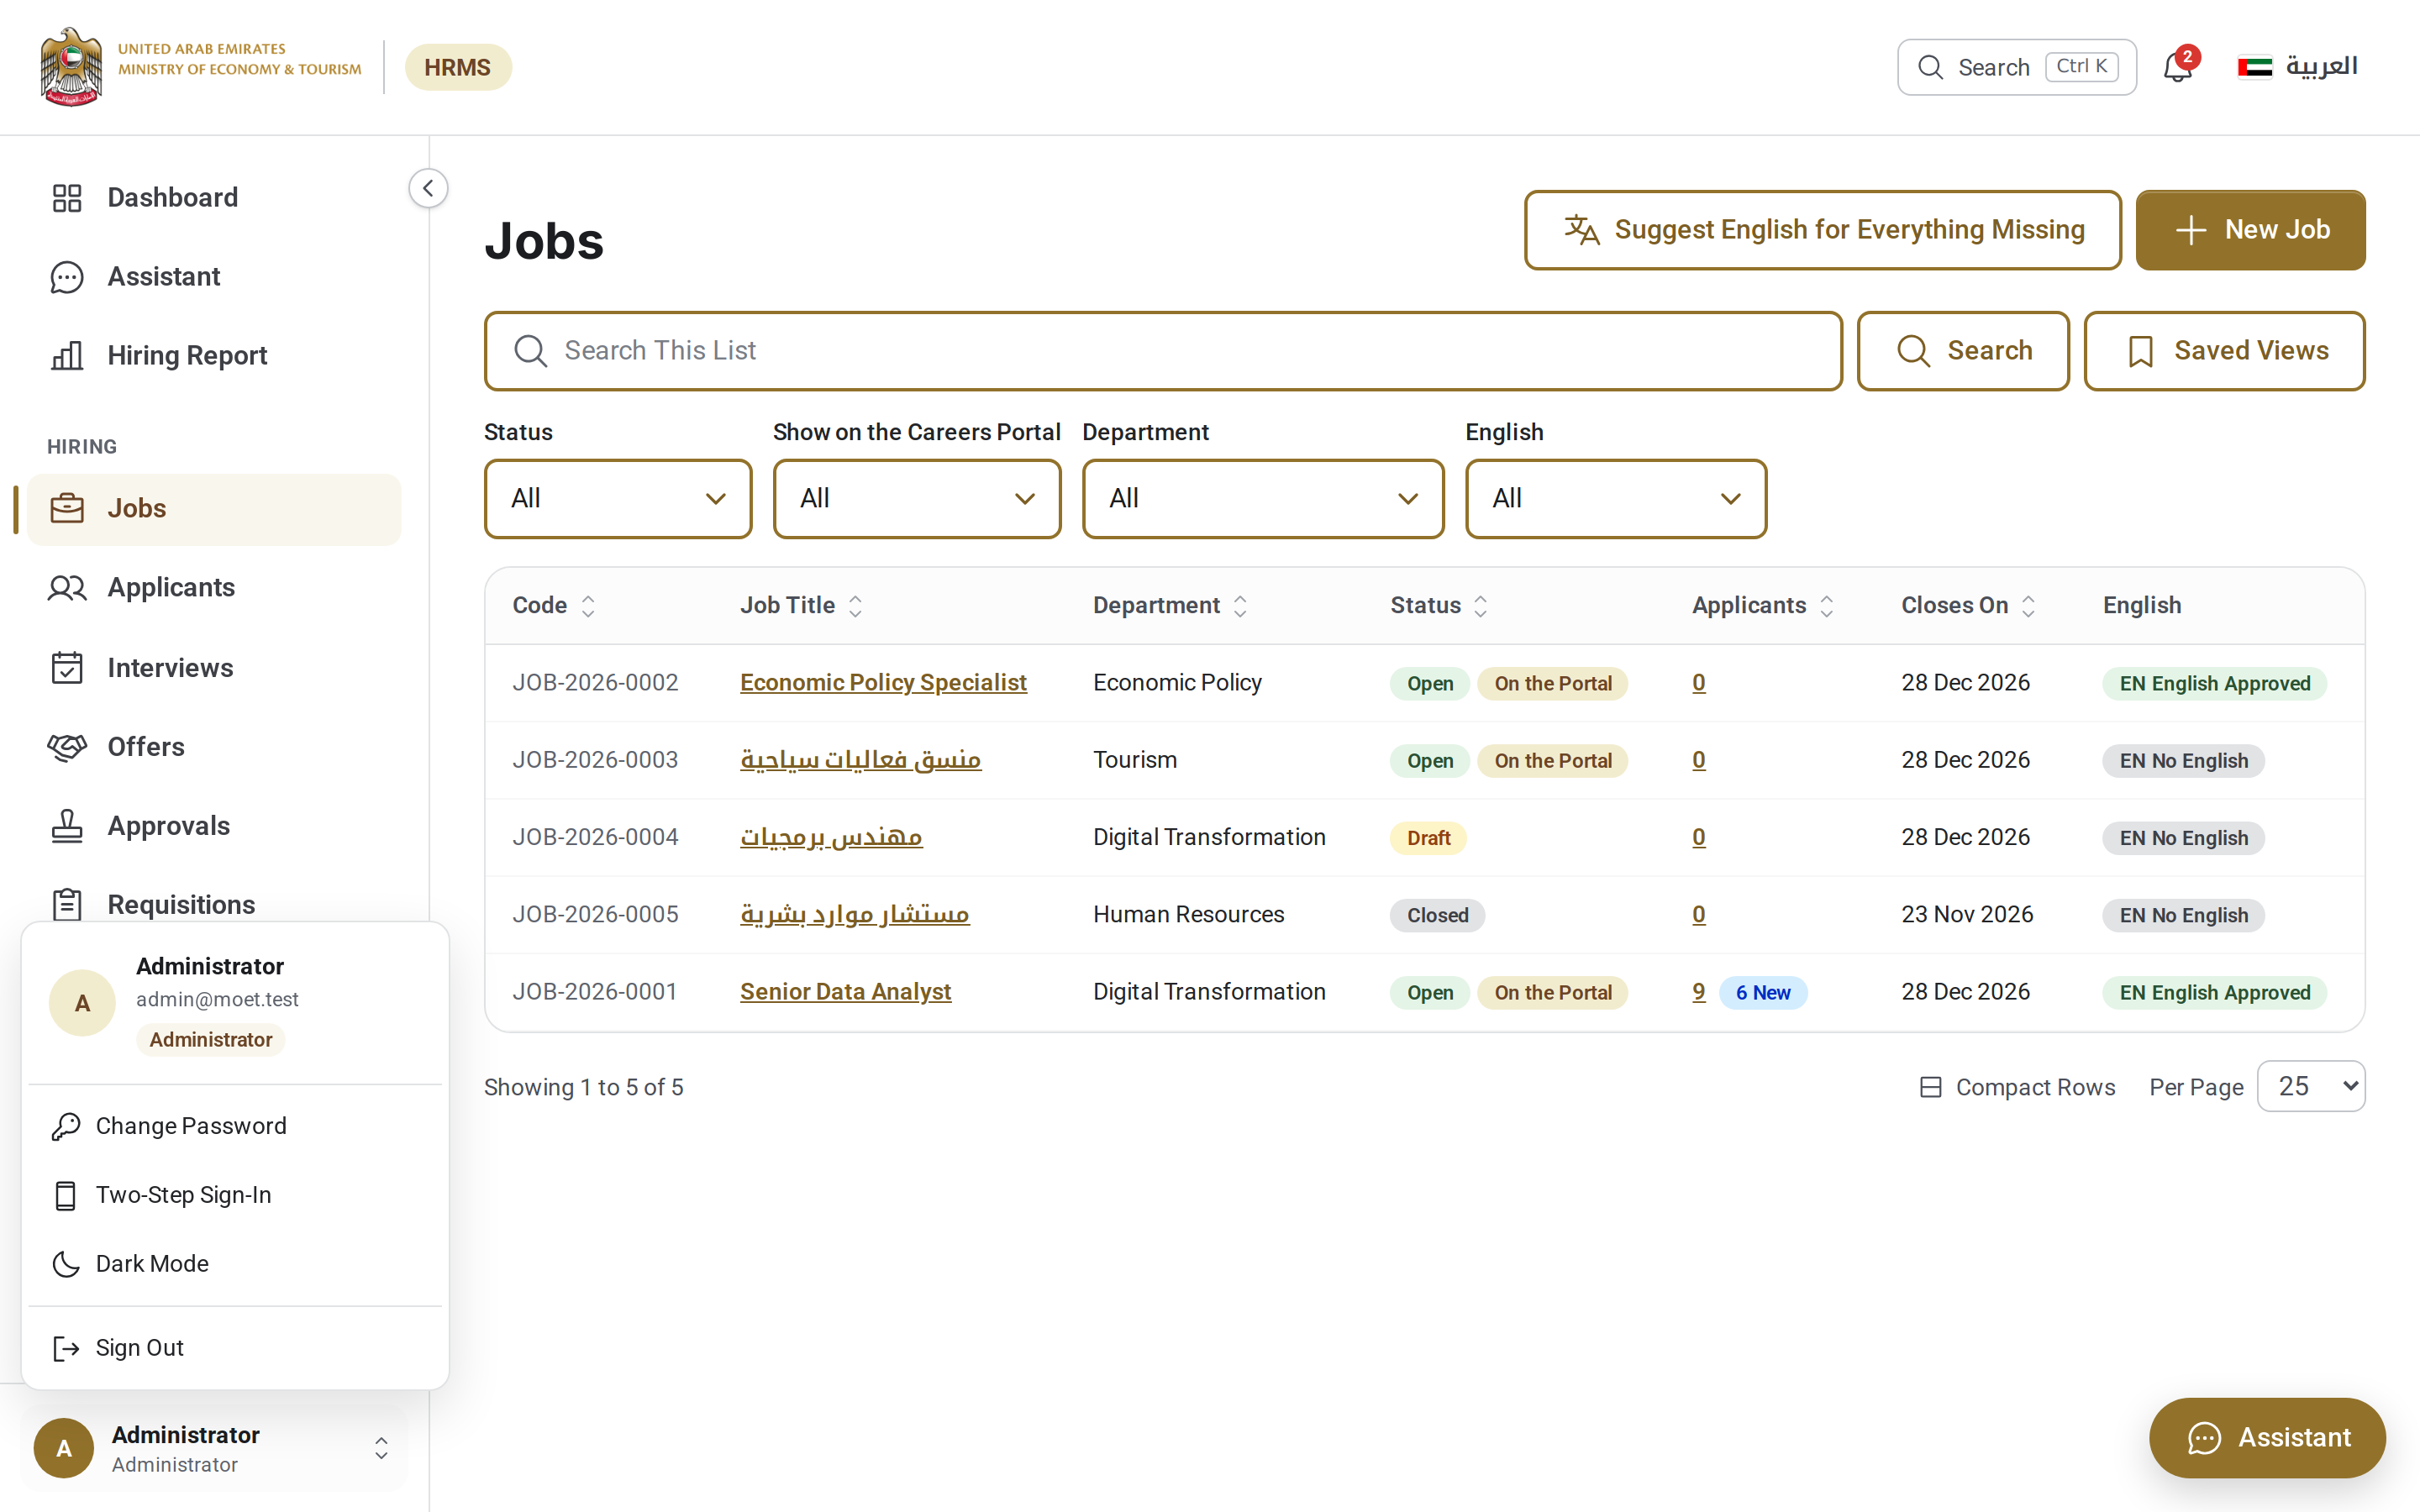 UNITED ARAB EMIRATES
MINISTRY OF ECONOMY & TOURISM
HRMS
Search Ctrl K
2
العربية
Dashboard
Assistant
Hiring Report
HIRING
Jobs
Applicants
Interviews
Offers
Approvals
Requisitions
A
Administrator
admin@moet.test
Administrator
Change Password
Two-Step Sign-In
Dark Mode
Sign Out
A
Administrator
Administrator
Jobs
Suggest English for Everything Missing
New Job
Search This List
Search
Saved Views
Status Show on the Careers Portal Department English
All All All All
Code Job Title Department Status Applicants Closes On English
JOB-2026-0002 Economic Policy Specialist Economic Policy Open On the Portal 0 28 Dec 2026 EN English Approved
JOB-2026-0003 منسق فعاليات سياحية Tourism Open On the Portal 0 28 Dec 2026 EN No English
JOB-2026-0004 مهندس برمجيات Digital Transformation Draft 0 28 Dec 2026 EN No English
JOB-2026-0005 مستشار موارد بشرية Human Resources Closed 0 23 Nov 2026 EN No English
JOB-2026-0001 Senior Data Analyst Digital Transformation Open On the Portal 9 6 New 28 Dec 2026 EN English Approved
Showing 1 to 5 of 5
Compact Rows Per Page 25
Assistant